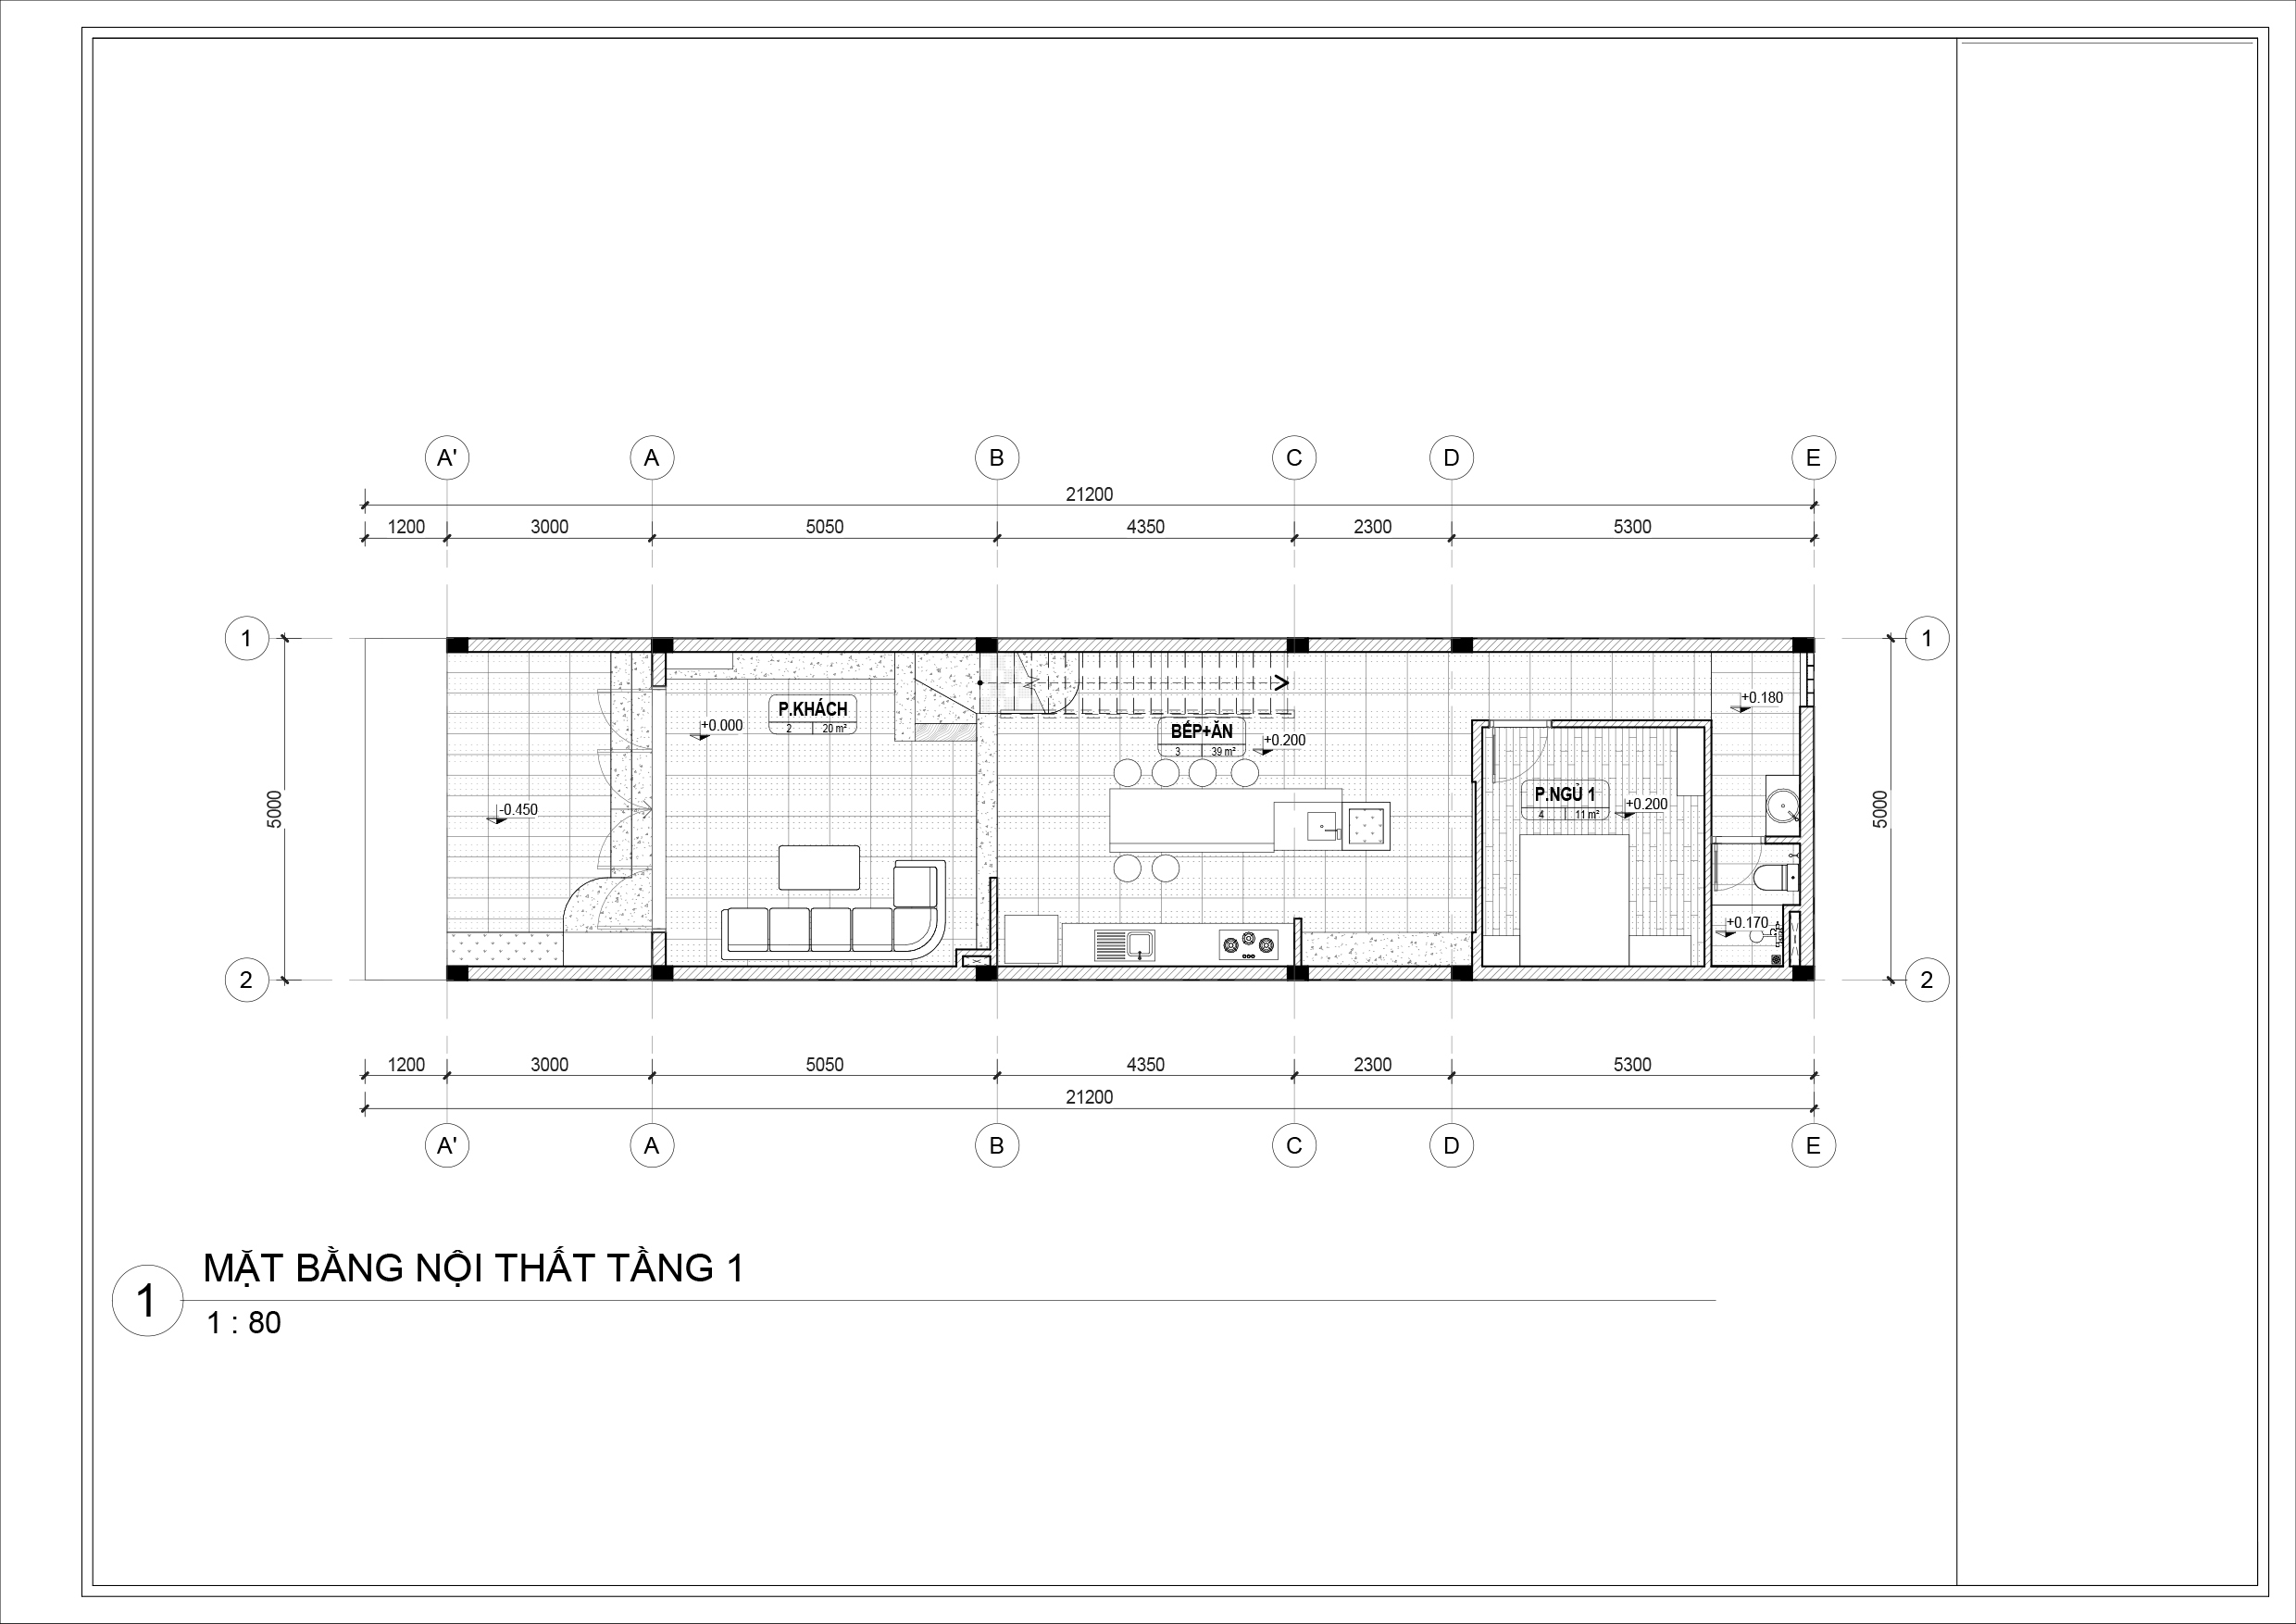 A' A B C D E
21200
1200 3000 5050 4350 2300 5300
1 1
+0.180
P.KHÁCH
2 20 m²
+0.000
BẾP+ĂN
3 39 m²
+0.200
P.NGỦ 1
4 11 m²
+0.200
-0.450
5000 5000
+0.170
2 2
1200 3000 5050 4350 2300 5300
21200
A' A B C D E
1
MẶT BẰNG NỘI THẤT TẦNG 1
1 : 80